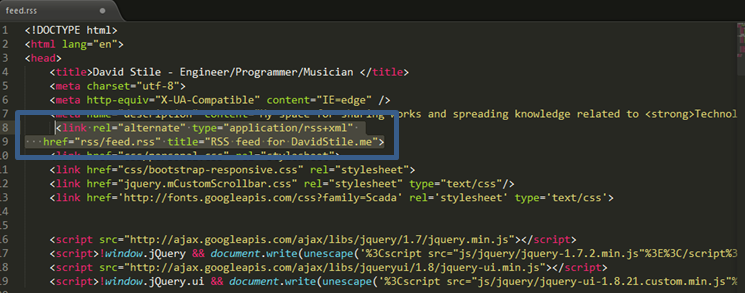 feed.rss
1 <!DOCTYPE html>
2 <html lang="en">
3 <head>
4 <title>David Stile - Engineer/Programmer/Musician </title>
5 <meta charset="utf-8">
6 <meta http-equiv="X-UA-Compatible" content="IE=edge" />
7 <meta name="description" content="My space for sharing works and spreading knowledge related to <strong>Technol
8 <link rel="alternate" type="application/rss+xml"
9 href="rss/feed.rss" title="RSS feed for DavidStile.me">
10 <link href="css/personal.css" rel="stylesheet">
11 <link href="css/bootstrap-responsive.css" rel="stylesheet">
12 <link href="jquery.mCustomScrollbar.css" rel="stylesheet" type="text/css"/>
13 <link href='http://fonts.googleapis.com/css?family=Scada' rel='stylesheet' type='text/css'>
14
15
16 <script src="http://ajax.googleapis.com/ajax/libs/jquery/1.7/jquery.min.js"></script>
17 <script>!window.jQuery && document.write(unescape('%3Cscript src="js/jquery/jquery-1.7.2.min.js"%3E%3C/script%
18 <script src="http://ajax.googleapis.com/ajax/libs/jqueryui/1.8/jquery-ui.min.js"></script>
19 <script>!window.jQuery.ui && document.write(unescape('%3Cscript src="js/jquery/jquery-ui-1.8.21.custom.min.js"%